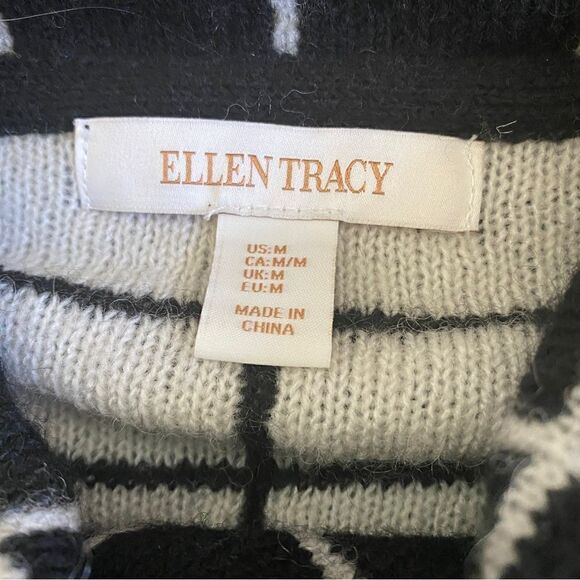 ELLEN TRACY
US:M
CA:M/M
UK:M
EU:M
MADE IN
CHINA